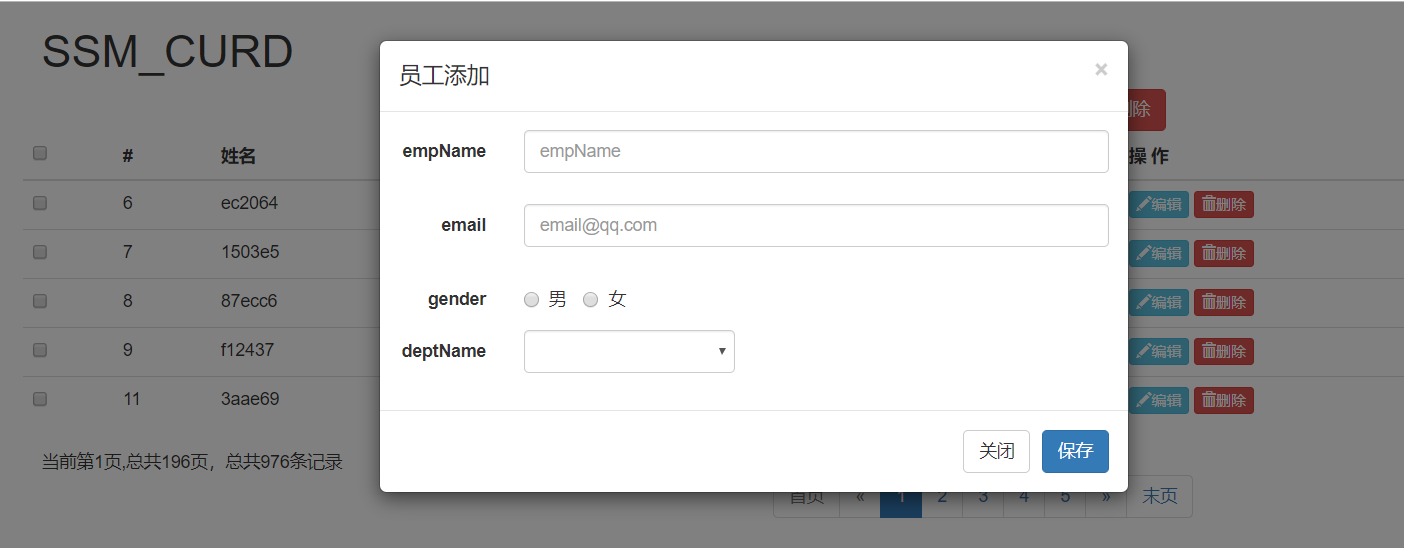 SSM_CURD
员工添加
×
删除
# 姓名 操 作
empName empName
6 ec2064 编辑 删除
email email@qq.com
7 1503e5 编辑 删除
8 87ecc6 编辑 删除
gender 男 女
9 f12437 编辑 删除
deptName
11 3aae69 编辑 删除
关闭 保存
当前第1页,总共196页，总共976条记录
首页 « 1 2 3 4 5 » 末页